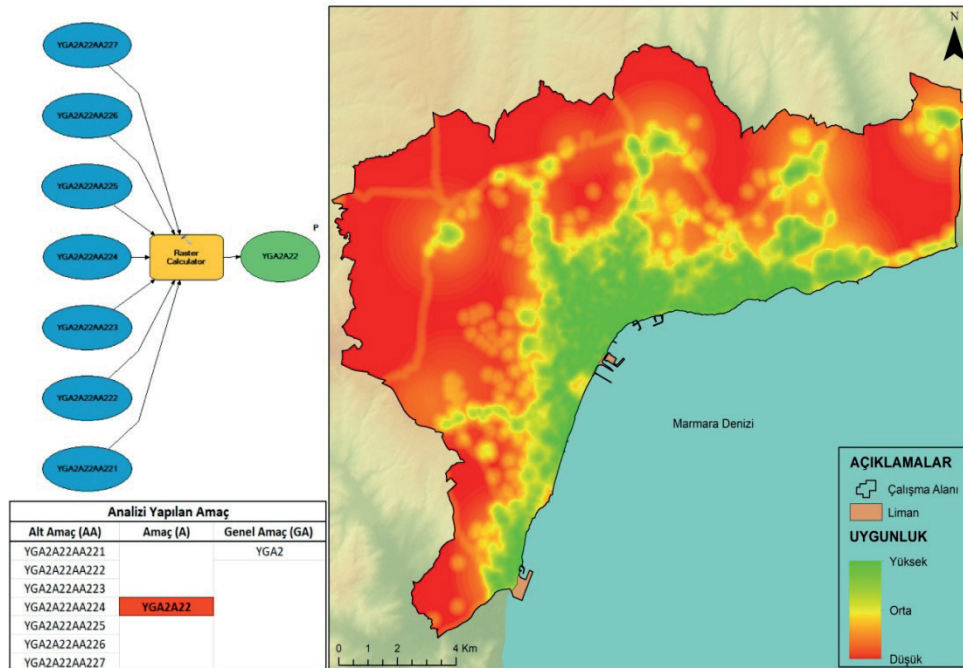 YGA2A22AA227
YGA2A22AA226
YGA2A22AA225
YGA2A22AA224
YGA2A22AA223
YGA2A22AA222
YGA2A22AA221
Raster
Calculator
P
YGA2A22
Analizi Yapılan Amaç
Alt Amaç (AA) Amaç (A) Genel Amaç (GA)
YGA2A22AA221 YGA2
YGA2A22AA222
YGA2A22AA223
YGA2A22AA224 YGA2A22
YGA2A22AA225
YGA2A22AA226
YGA2A22AA227
N
Marmara Denizi
0 1 2 4 Km
AÇIKLAMALAR
Çalışma Alanı
Liman
UYGUNLUK
Yüksek
Orta
Düşük